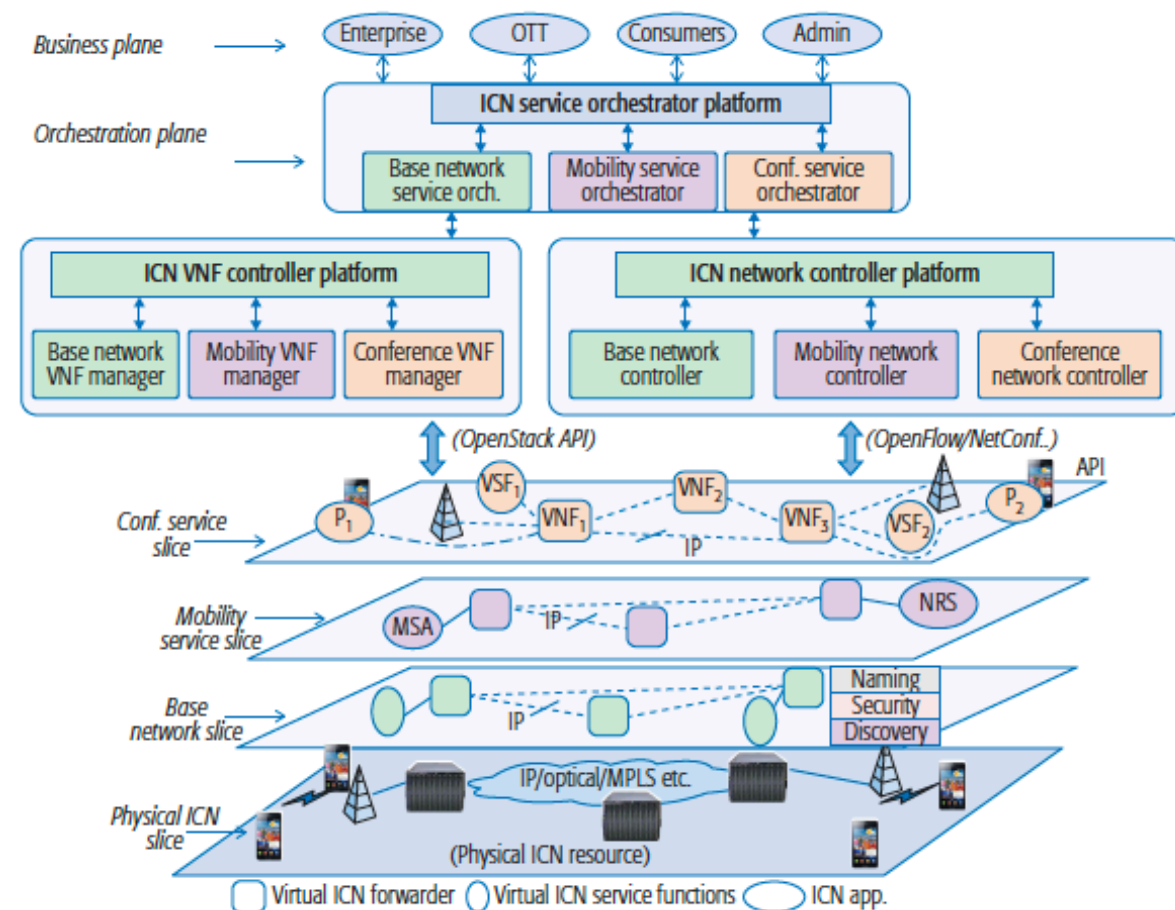 Business plane
Enterprise
OTT
Consumers
Admin
ICN service orchestrator platform
Orchestration plane
Base network
service orch.
Mobility service
orchestrator
Conf. service
orchestrator
ICN VNF controller platform
ICN network controller platform
Base network
VNF manager
Mobility VNF
manager
Conference VNF
manager
Base network
controller
Mobility network
controller
Conference
network controller
(OpenStack API)
(OpenFlow/NetConf..)
API
Conf. service
slice
P1
VSF1
VNF1
VNF2
IP
VNF3
VSF2
P2
Mobility
service slice
MSA
IP
NRS
Base
network slice
IP
Naming
Security
Discovery
Physical ICN
slice
IP/optical/MPLS etc.
(Physical ICN resource)
Virtual ICN forwarder
Virtual ICN service functions
ICN app.